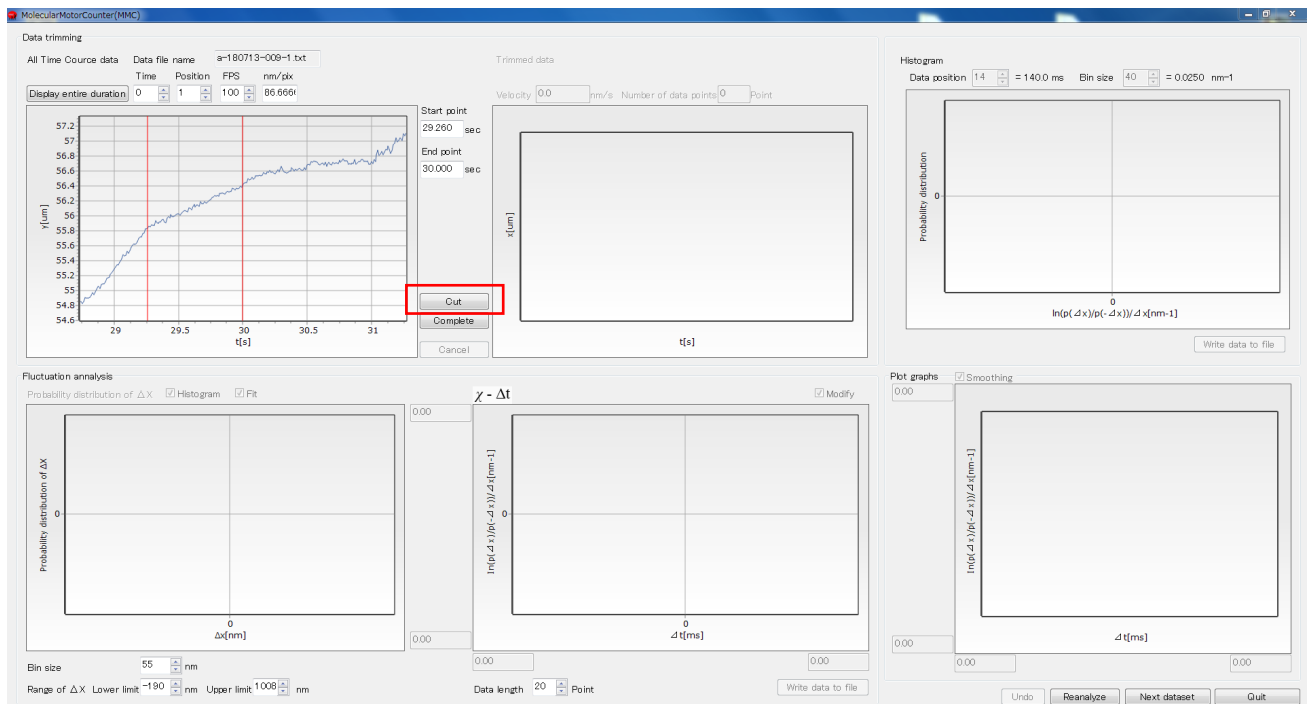 MolecularMotorCounter(MMC)
Data trimming
All Time Cource data Data file name a-180713-009-1.txt
Time Position FPS nm/pix
Display entire duration 0 1 100 86.666(
57.2
57
56.8
56.6
56.4
56.2
56
55.8
55.6
55.4
55.2
55
54.8
54.6
y[um]
29 29.5 30 30.5 31
t[s]
Start point
29.260 sec
End point
30.000 sec
Cut
Complete
Cancel
Trimmed data
Velocity 0.0 nm/s Number of data points 0 Point
x[um]
t[s]
Histogram
Data position 14 = 140.0 ms Bin size 40 = 0.0250 nm-1
Probability distribution
0
0
ln(p(⊿x)/p(-⊿x))/⊿x[nm-1]
Write data to file
Fluctuation annalysis
Probability distribution of ΔX Histogram Fit
Probability distribution of ΔX
0
0
Δx[nm]
Bin size 55 nm
Range of ΔX Lower limit -190 nm Upper limit 1008 nm
χ - Δt
Modify
0.00
0.00
ln(p(⊿x)/p(-⊿x))/⊿x[nm-1]
0
0
⊿t[ms]
0.00 0.00
Data length 20 Point
Write data to file
Plot graphs Smoothing
0.00
ln(p(⊿x)/p(-⊿x))/⊿x[nm-1]
⊿t[ms]
0.00
0.00 0.00
Undo Reanalyze Next dataset Quit